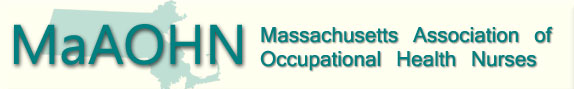 MaAOHN
Massachusetts Association of
Occupational Health Nurses